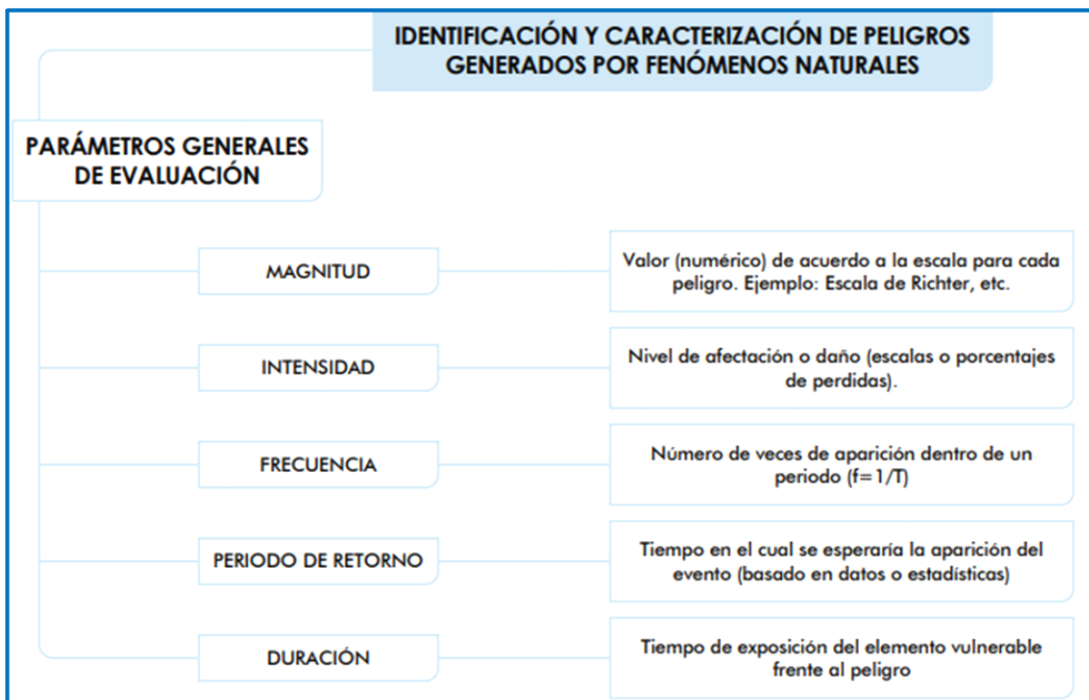 IDENTIFICACIÓN Y CARACTERIZACIÓN DE PELIGROS
GENERADOS POR FENÓMENOS NATURALES
PARÁMETROS GENERALES
DE EVALUACIÓN
MAGNITUD
Valor (numérico) de acuerdo a la escala para cada
peligro. Ejemplo: Escala de Richter, etc.
INTENSIDAD
Nivel de afectación o daño (escalas o porcentajes
de perdidas).
FRECUENCIA
Número de veces de aparición dentro de un
periodo (f=1/T)
PERIODO DE RETORNO
Tiempo en el cual se esperaría la aparición del
evento (basado en datos o estadísticas)
DURACIÓN
Tiempo de exposición del elemento vulnerable
frente al peligro